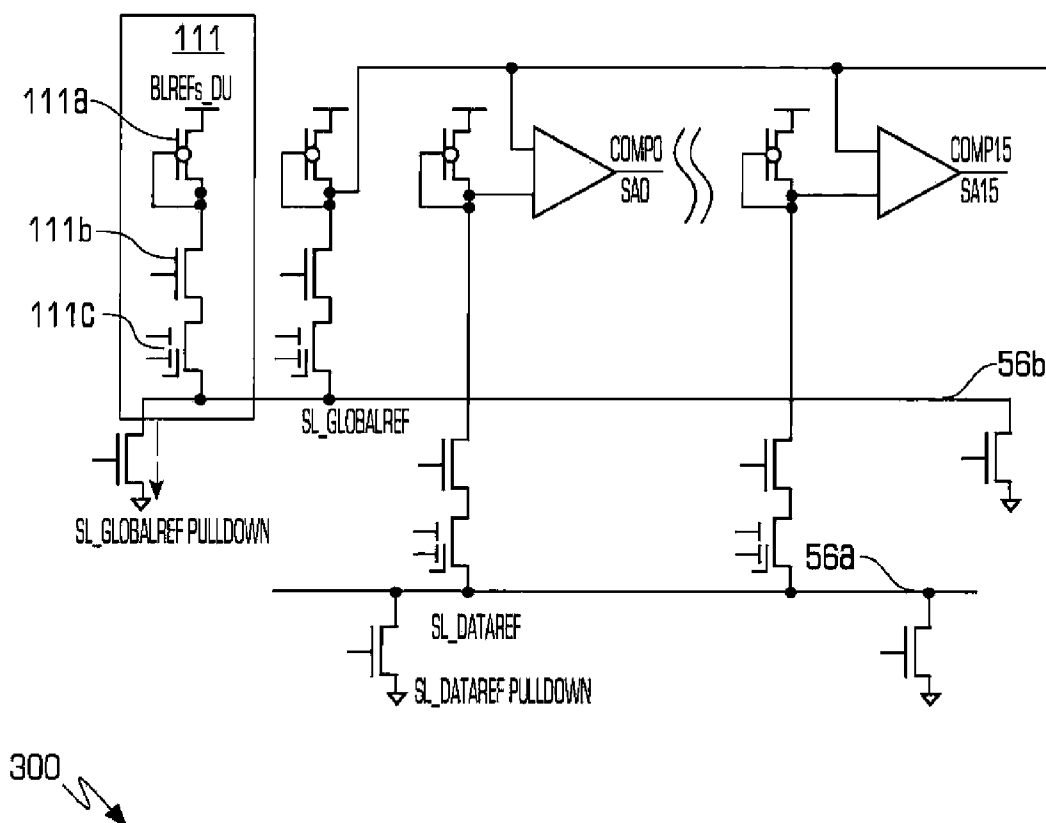 111
BLREFs_DU
111a
COMP0
SA0
COMP15
SA15
111b
111c
56b
SL_GLOBALREF
SL_GLOBALREF PULLDOWN
56a
SL_DATAREF
SL_DATAREF PULLDOWN
300